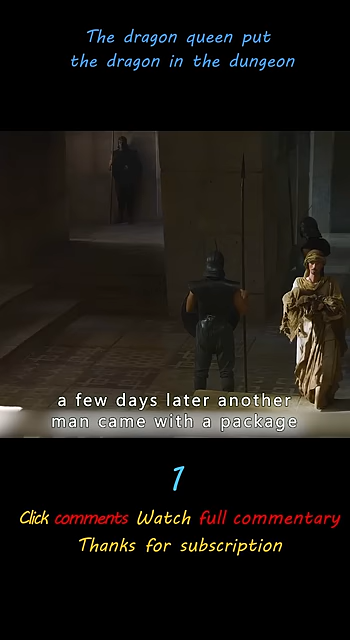 The dragon queen put
the dragon in the dungeon
a few days later another
man came with a package
1
Click comments Watch full commentary
Thanks for subscription